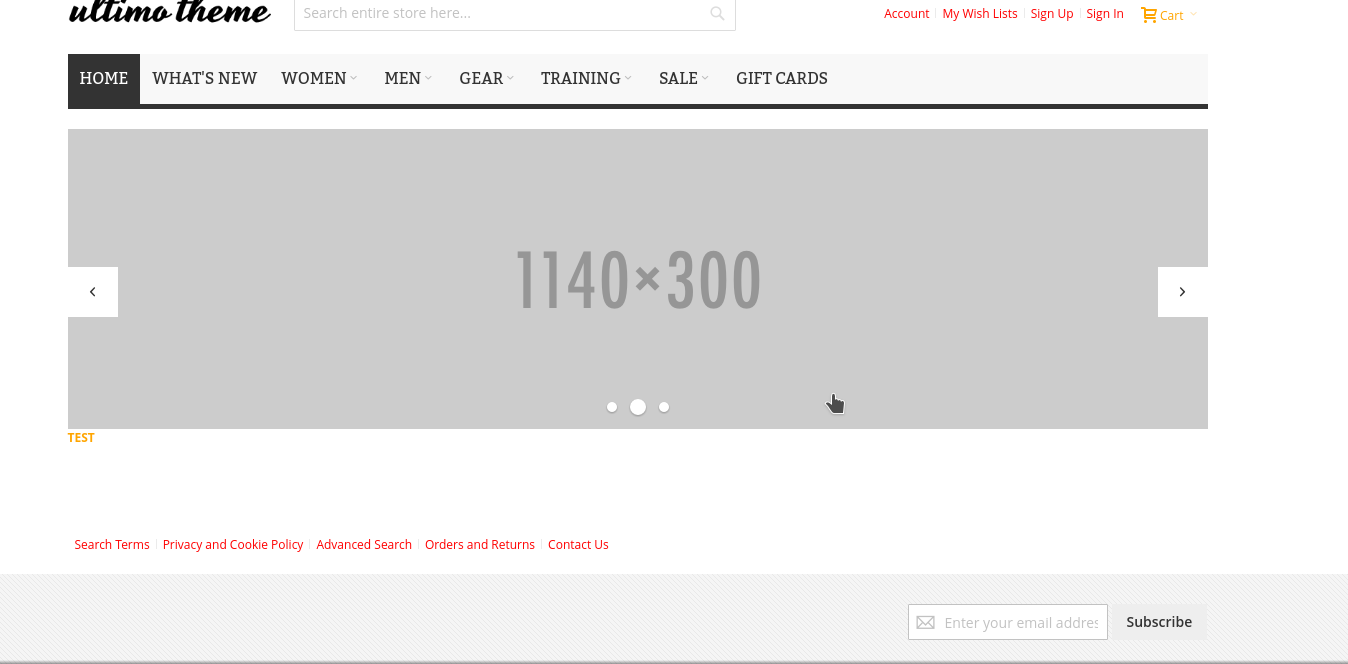 ultimo theme
Search entire store here...
Account My Wish Lists Sign Up Sign In Cart
HOME WHAT'S NEW WOMEN MEN GEAR TRAINING SALE GIFT CARDS
1140×300
TEST
Search Terms Privacy and Cookie Policy Advanced Search Orders and Returns Contact Us
Enter your email addres Subscribe